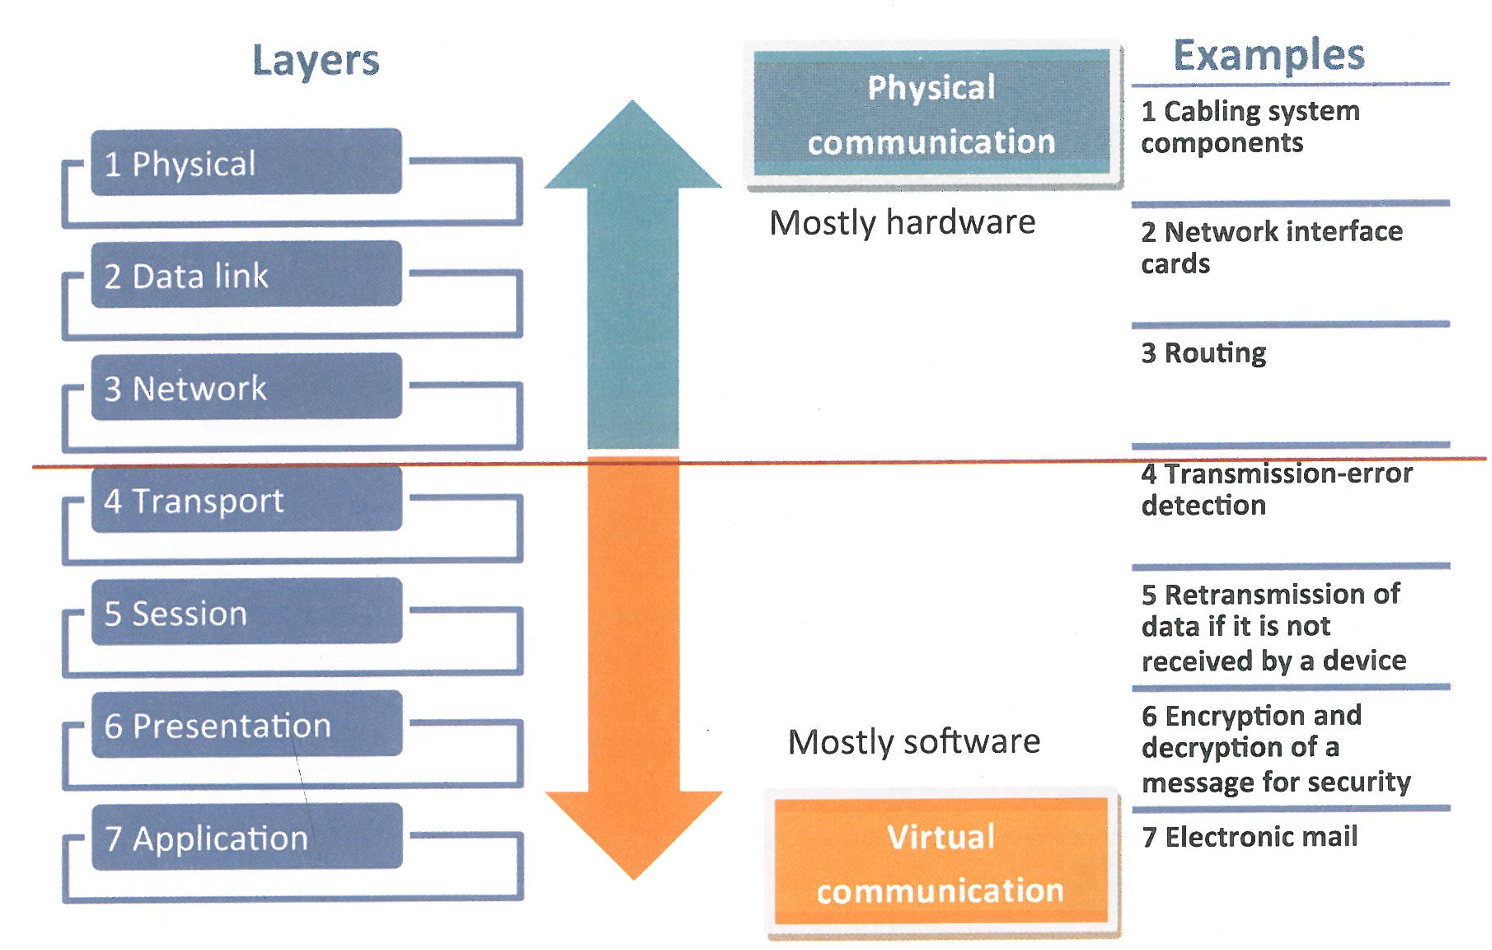 Layers
1 Physical
2 Data link
3 Network
4 Transport
5 Session
6 Presentation
7 Application
Physical
communication
Mostly hardware
Mostly software
Virtual
communication
Examples
1 Cabling system
components
2 Network interface
cards
3 Routing
4 Transmission-error
detection
5 Retransmission of
data if it is not
received by a device
6 Encryption and
decryption of a
message for security
7 Electronic mail